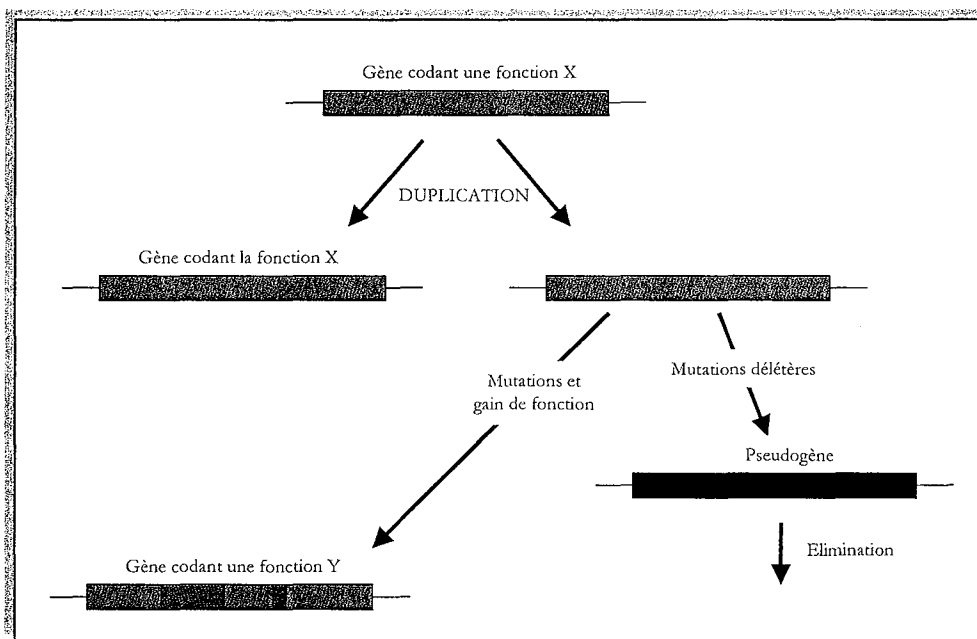 Gène codant une fonction X
DUPLICATION
Gène codant la fonction X
Mutations et
gain de fonction
Mutations délétères
Pseudogène
Elimination
Gène codant une fonction Y